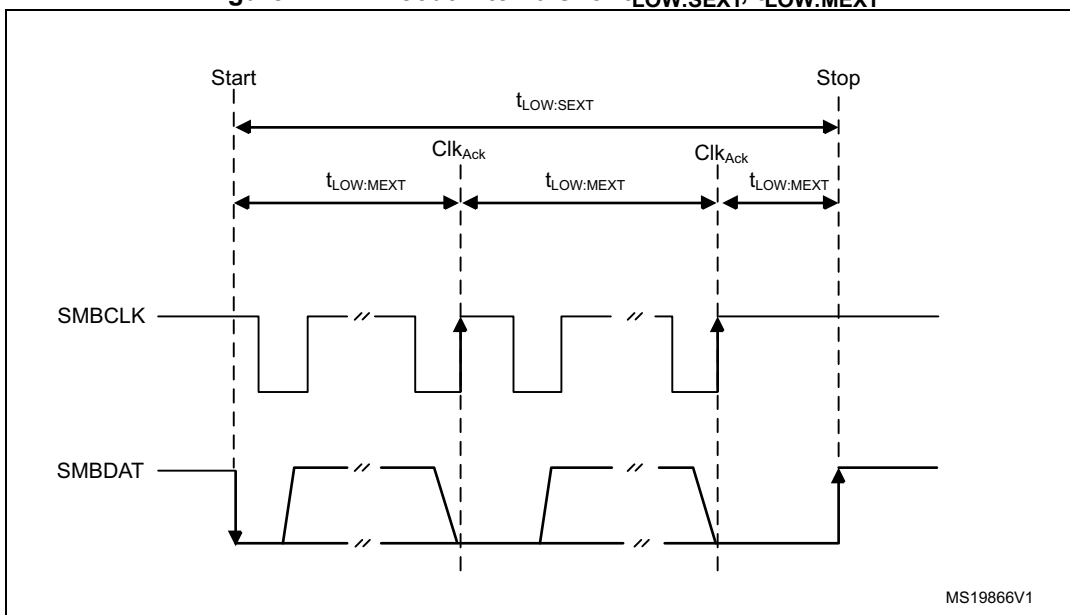 Start
Stop
tLOW:SEXT
ClkAck
ClkAck
tLOW:MEXT
tLOW:MEXT
tLOW:MEXT
SMBCLK
SMBDAT
MS19866V1